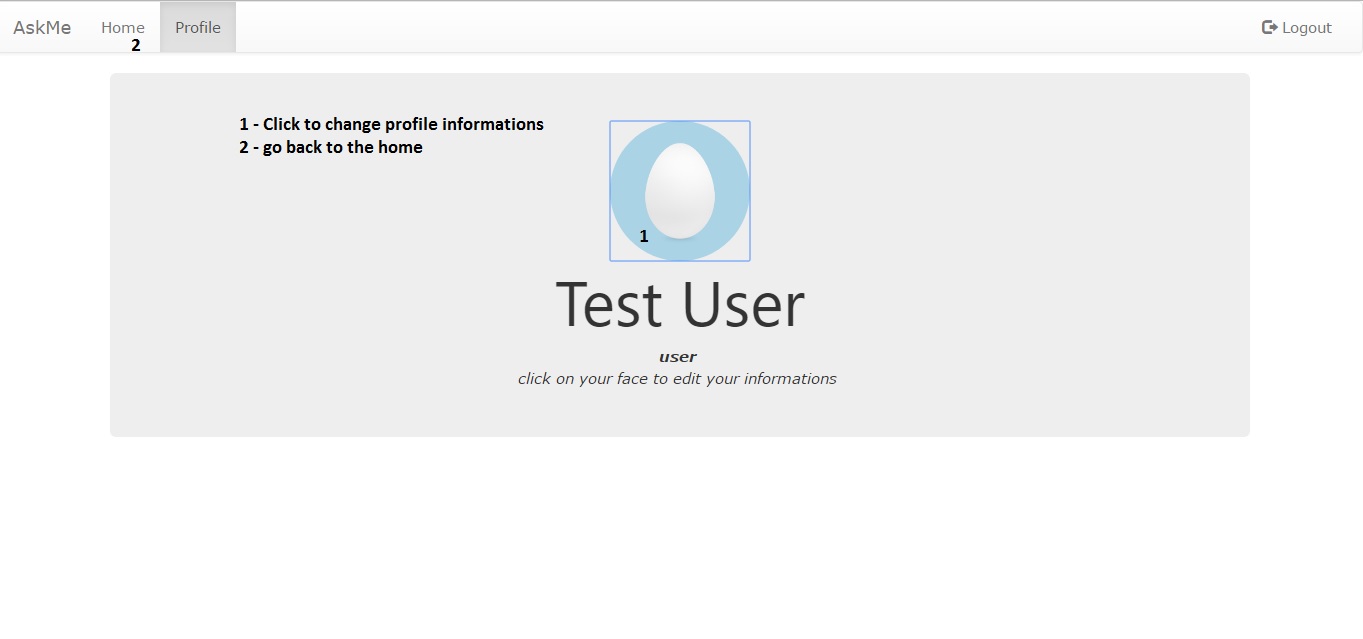 AskMe Home Profile Logout
2
1 - Click to change profile informations
2 - go back to the home
1
Test User
user
click on your face to edit your informations